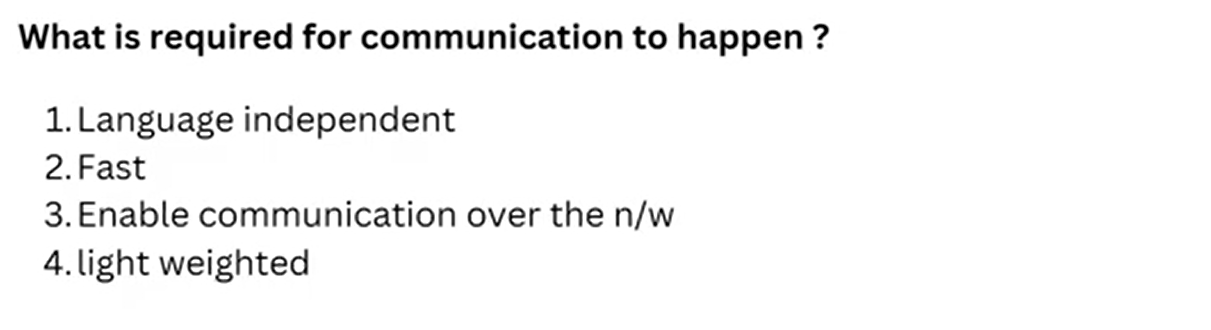 What is required for communication to happen ?
1. Language independent
2. Fast
3. Enable communication over the n/w
4. light weighted